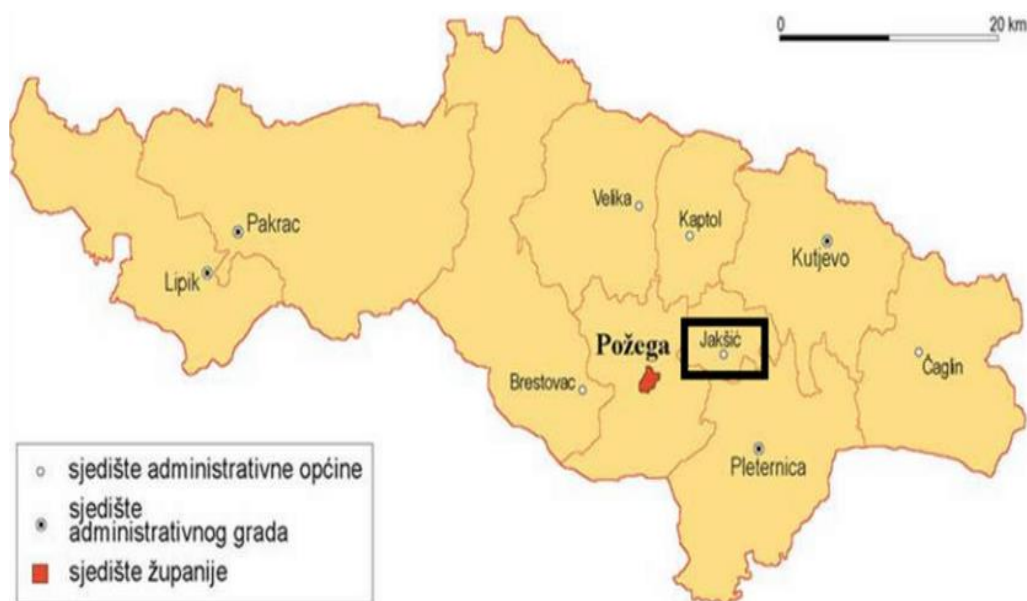 0 20 km
Velika
Kaptol
Pakrac
Kutjevo
Lipik
Jakšić
Požega
Čaglin
Brestovac
Pleternica
sjedište administrativne općine
sjedište
administrativnog grada
sjedište županije